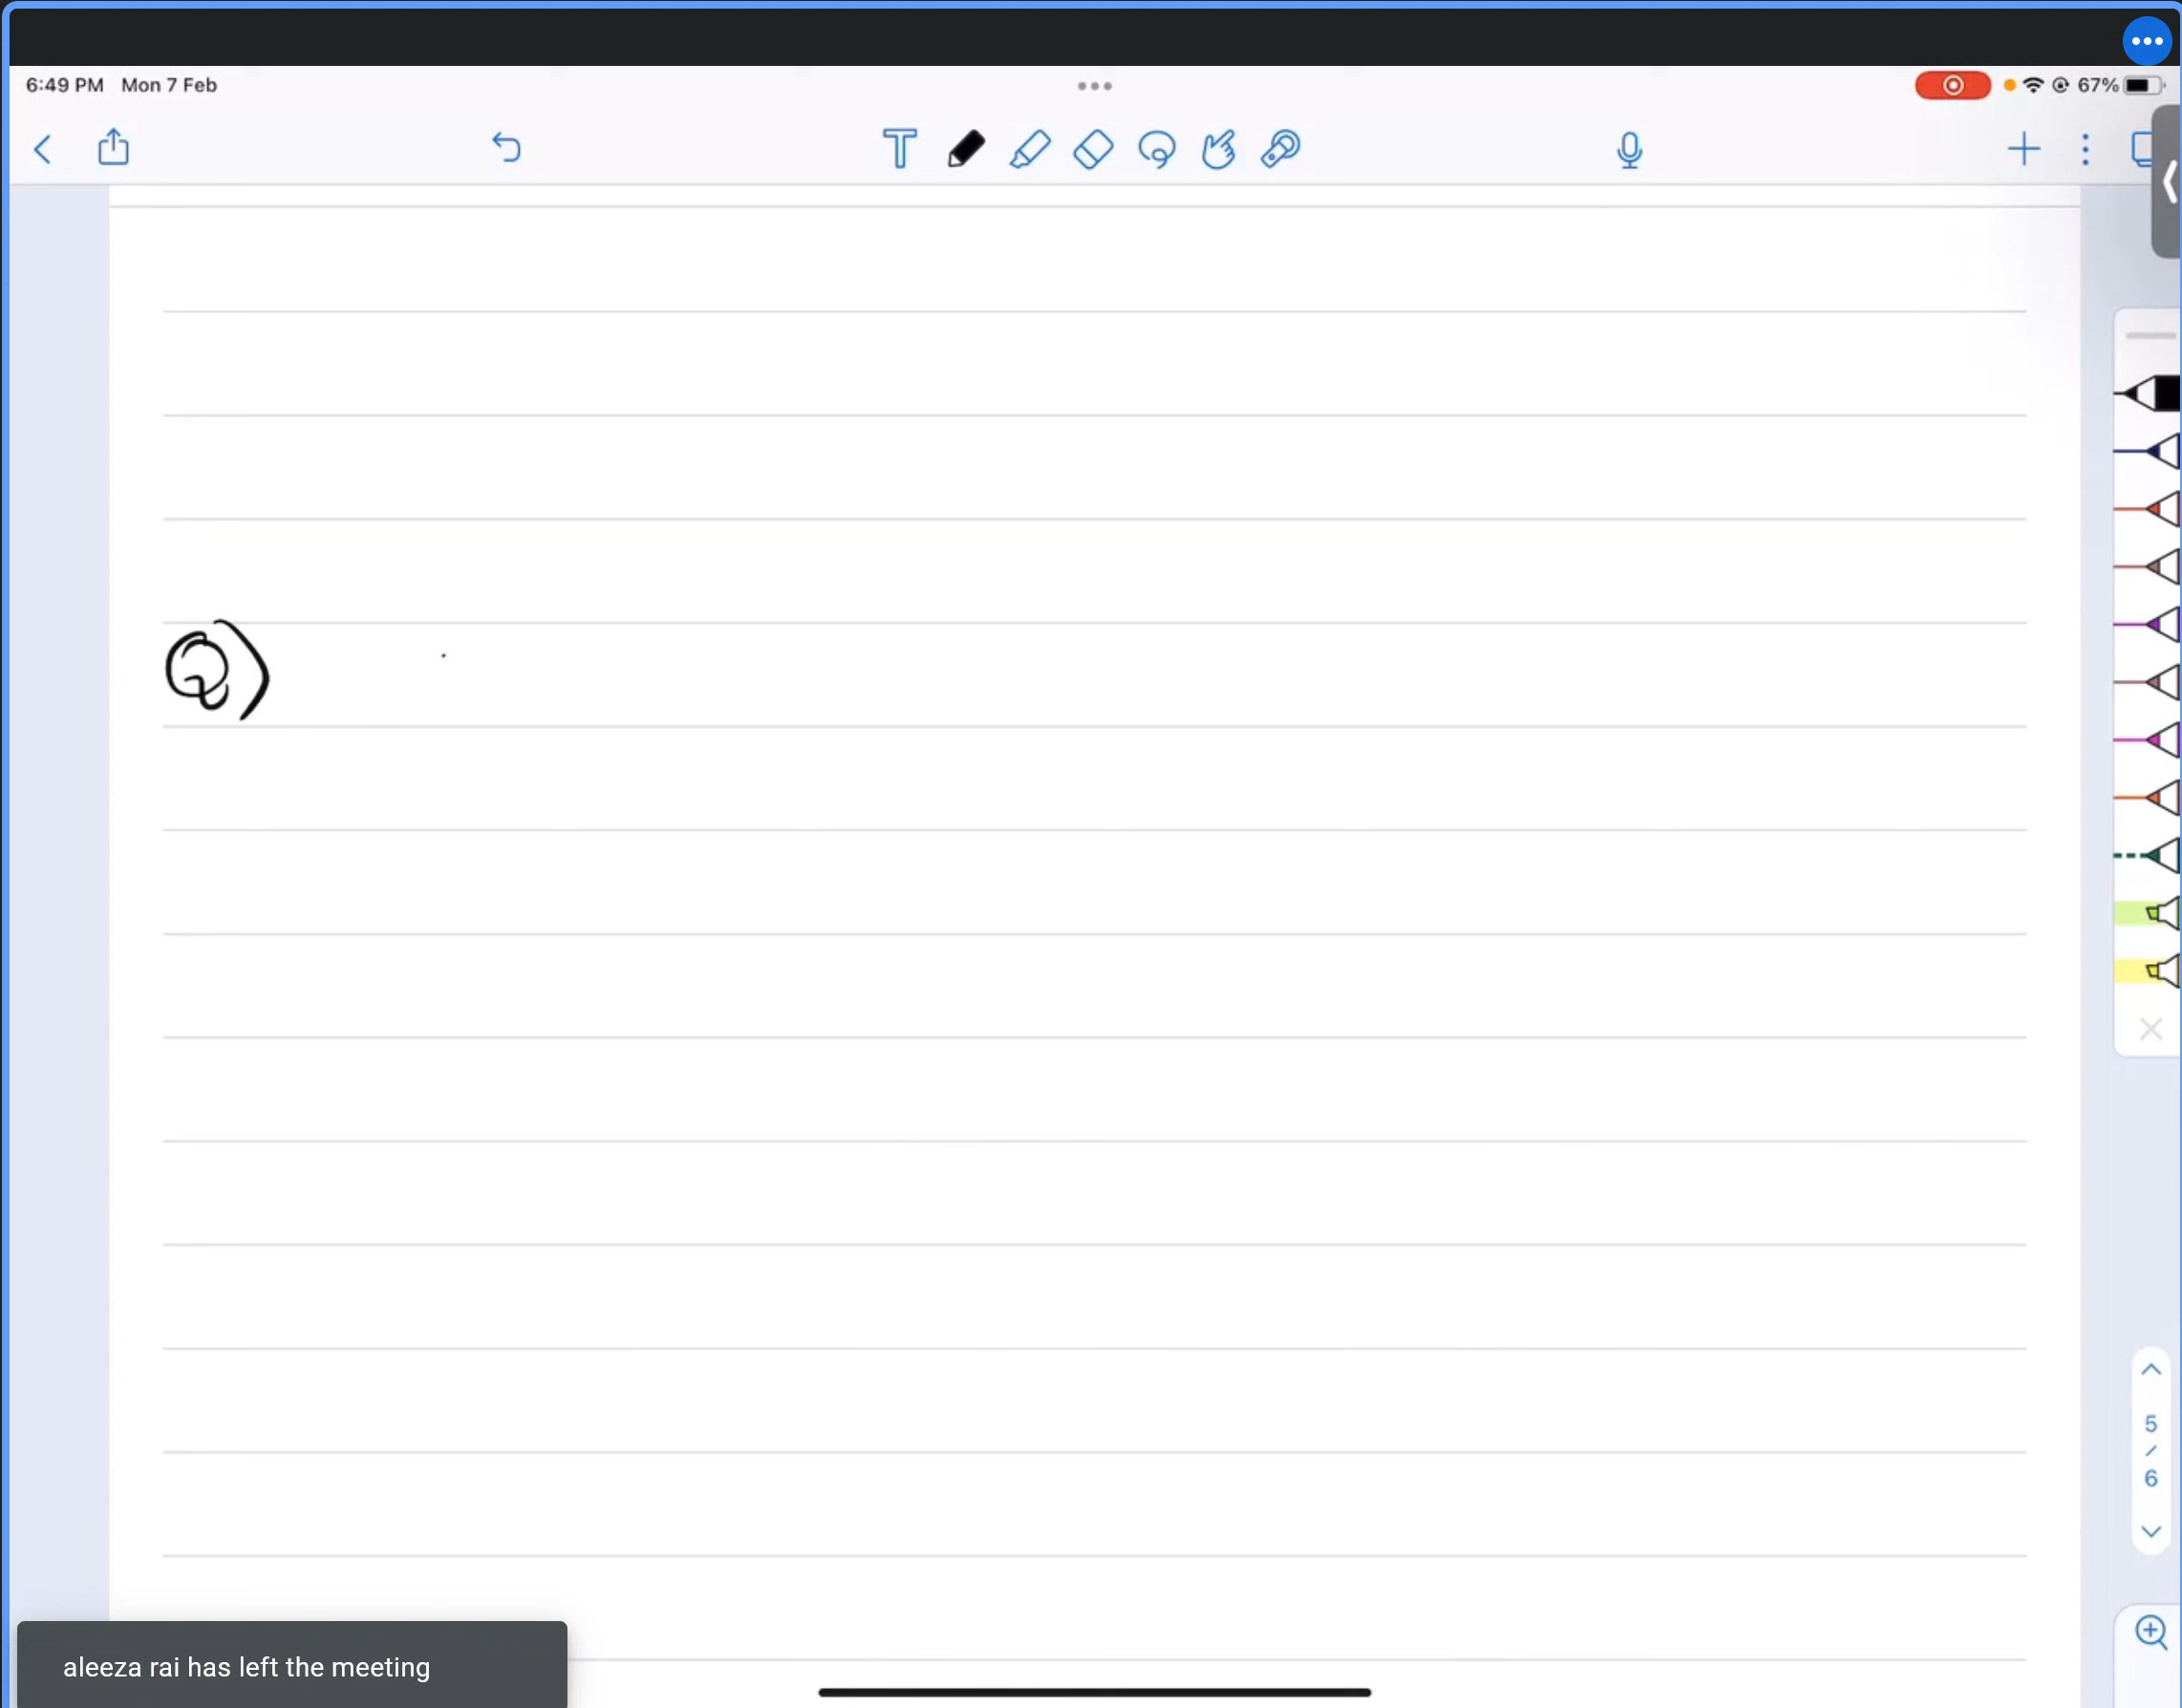 6:49 PM Mon 7 Feb
67%
T
Q)
5
/
6
aleeza rai has left the meeting